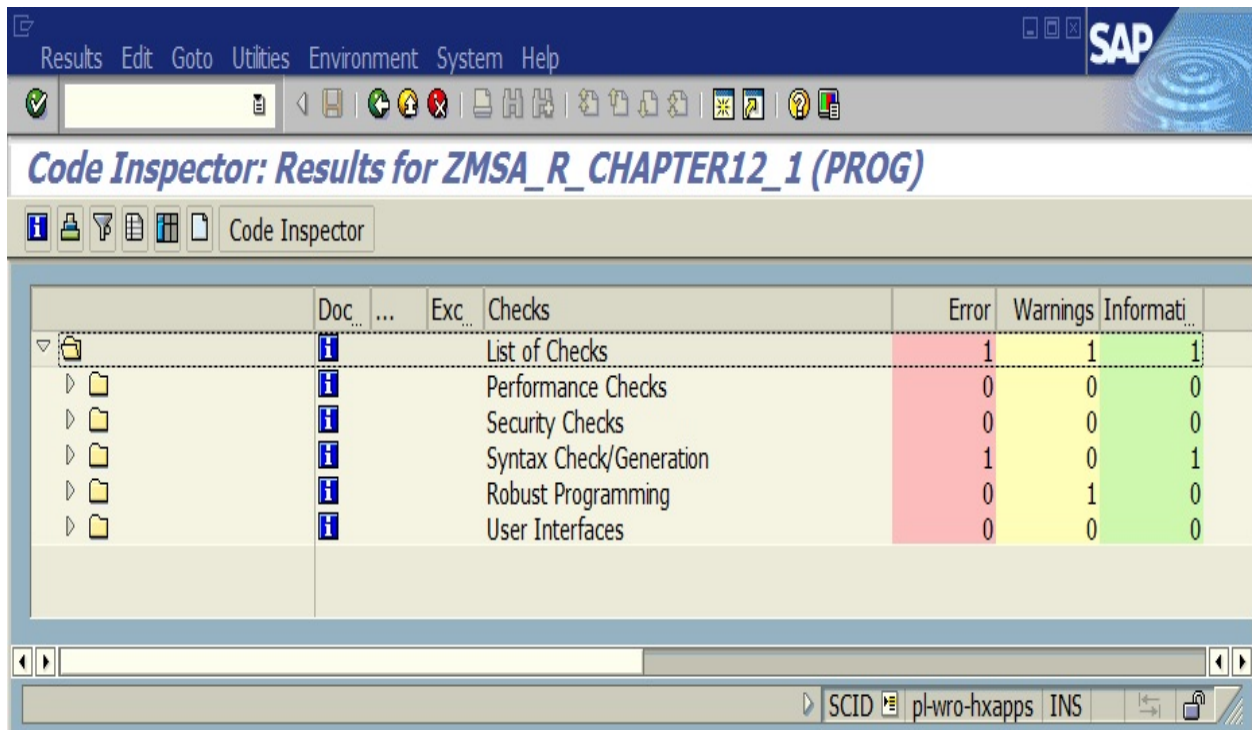 Results Edit Goto Utilities Environment System Help
SAP
Code Inspector: Results for ZMSA_R_CHAPTER12_1 (PROG)
Code Inspector
Doc... ... Exc... Checks Error Warnings Informati...
List of Checks 1 1 1
Performance Checks 0 0 0
Security Checks 0 0 0
Syntax Check/Generation 1 0 1
Robust Programming 0 1 0
User Interfaces 0 0 0
SCID pl-wro-hxapps INS